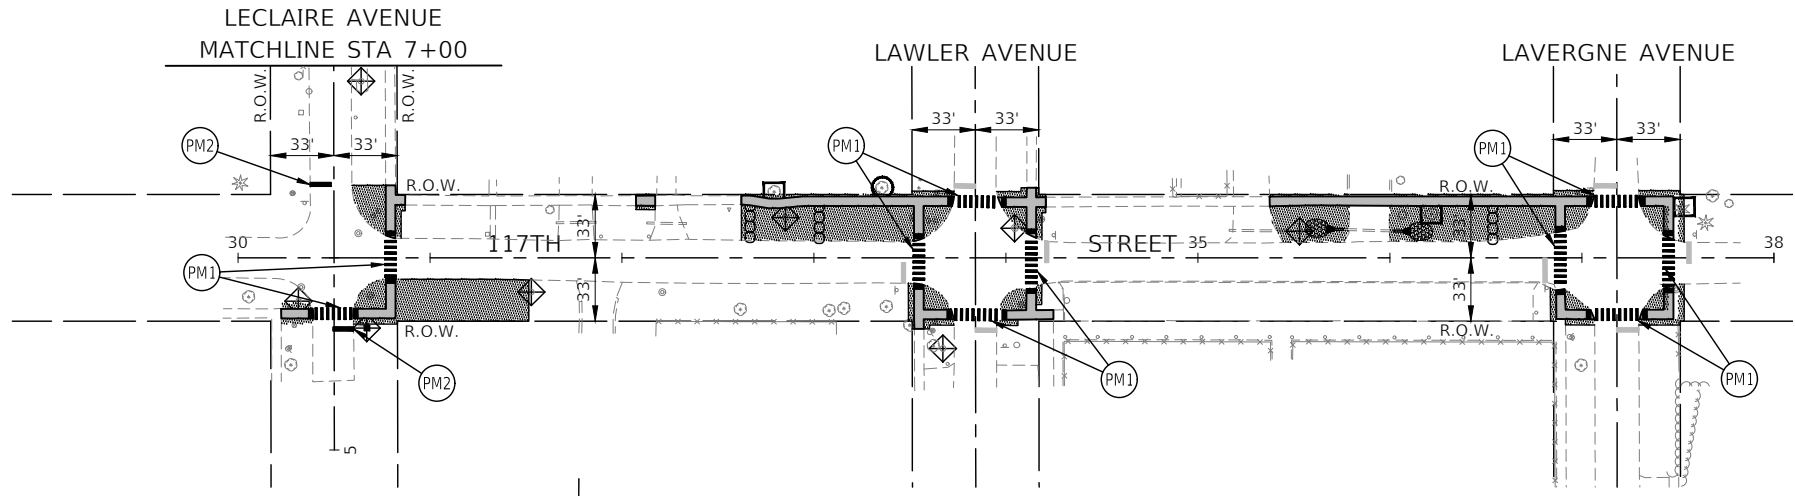 LECLAIRE AVENUE
MATCHLINE STA 7+00
LAWLER AVENUE
LAVERGNE AVENUE
R.O.W.
R.O.W.
33'
33'
33'
33'
33'
33'
PM2
PM1
PM1
R.O.W.
R.O.W.
33'
33'
30
117TH
STREET
35
38
PM1
33'
33'
R.O.W.
R.O.W.
PM2
PM1
PM1
5